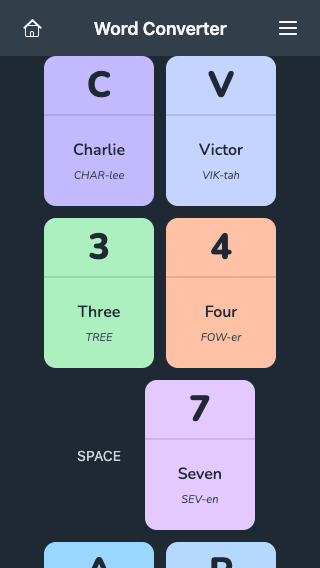 Word Converter
C
V
Charlie
Victor
CHAR-lee
VIK-tah
3
4
Three
Four
TREE
FOW-er
7
SPACE
Seven
SEV-en
A